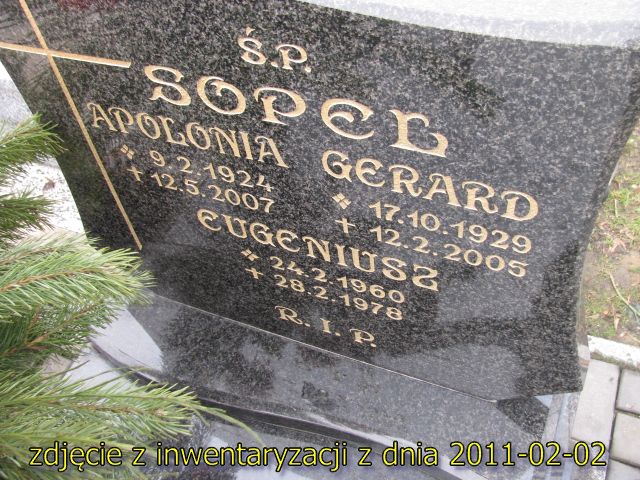 Ś.P.
SOPEL
APOLONIA GERARD
9.2.1924 17.10.1929
+12.5.2007 + 12.2.2005
EUGENIUSZ
24.2.1960
+ 28.2.1978
R. I. P.
zdjęcie z inwentaryzacji z dnia 2011-02-02